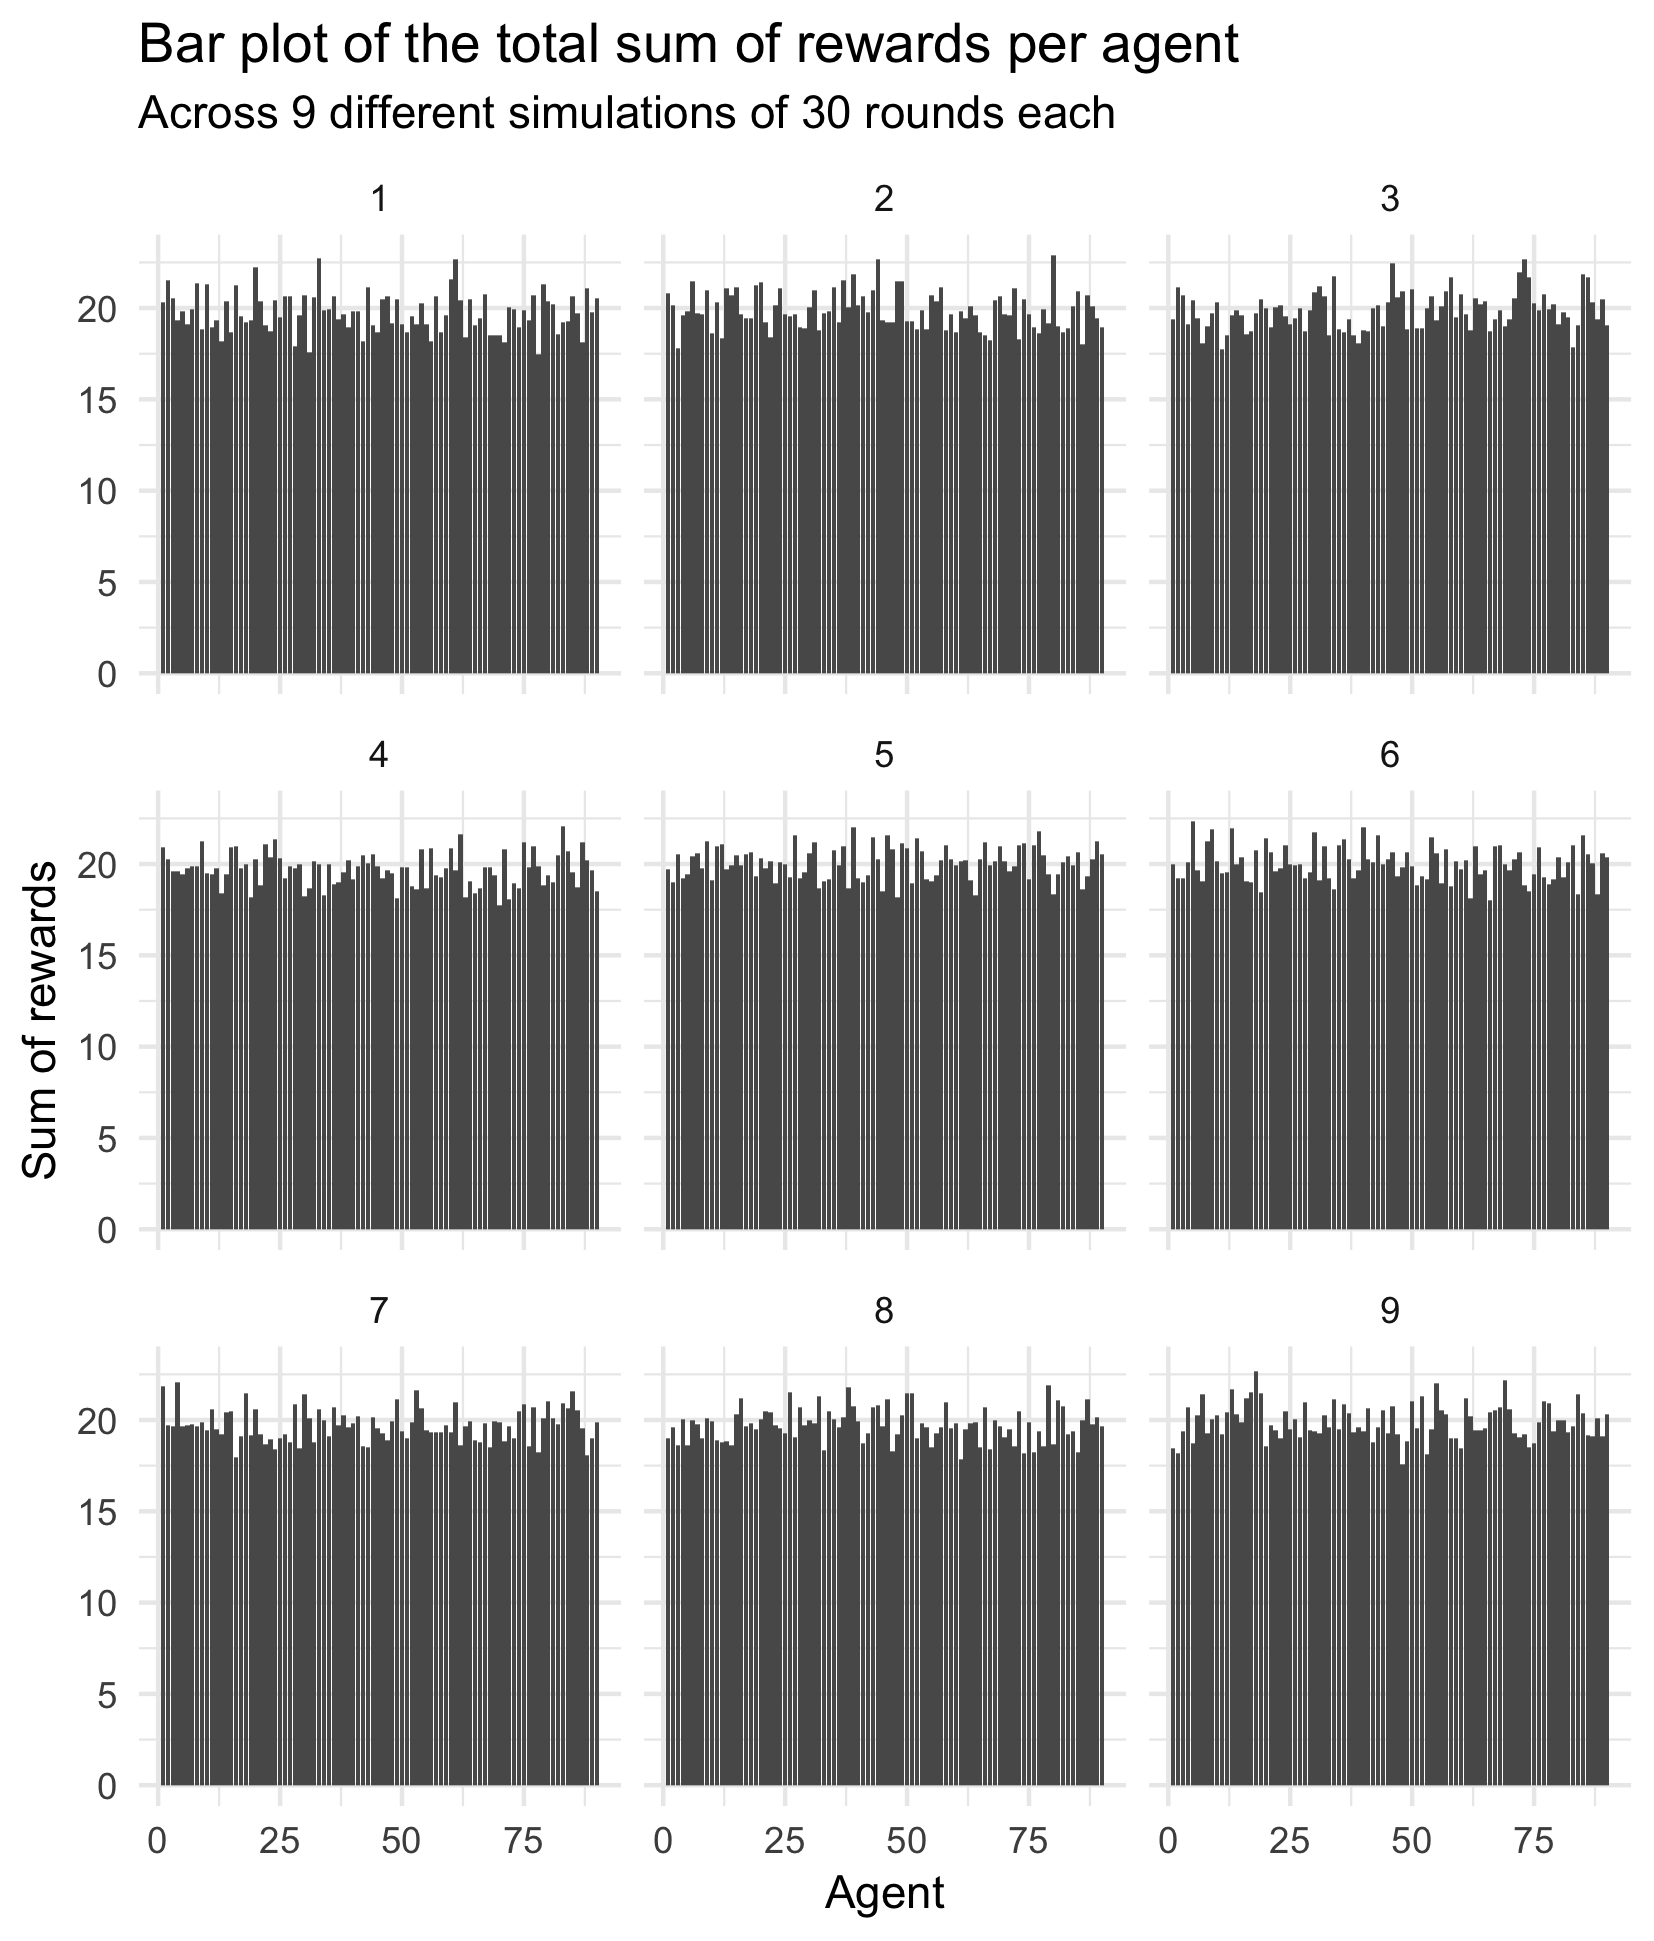 Bar plot of the total sum of rewards per agent
Across 9 different simulations of 30 rounds each
1 2 3
20
15
10
5
0
4 5 6
20
15
10
5
0
7 8 9
20
15
10
5
0
0 25 50 75 0 25 50 75 0 25 50 75
Agent
Sum of rewards